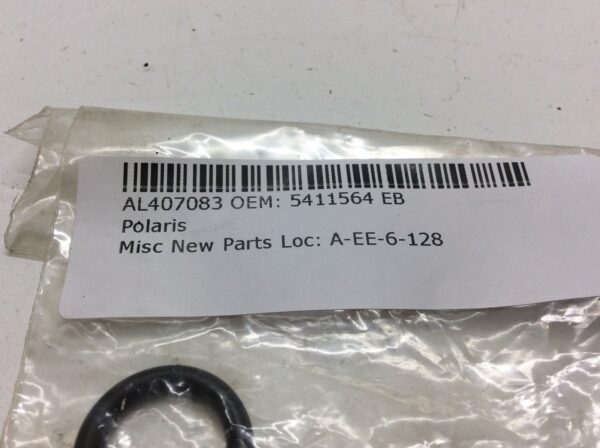 AL407083 OEM: 5411564 EB
Polaris
Misc New Parts Loc: A-EE-6-128